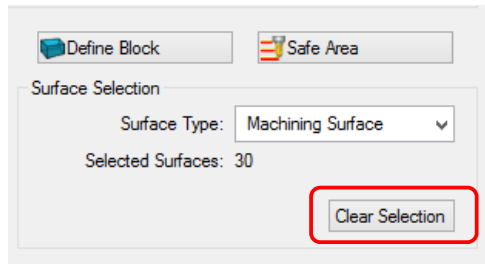 Define Block Safe Area
Surface Selection
Surface Type: Machining Surface
Selected Surfaces: 30
Clear Selection